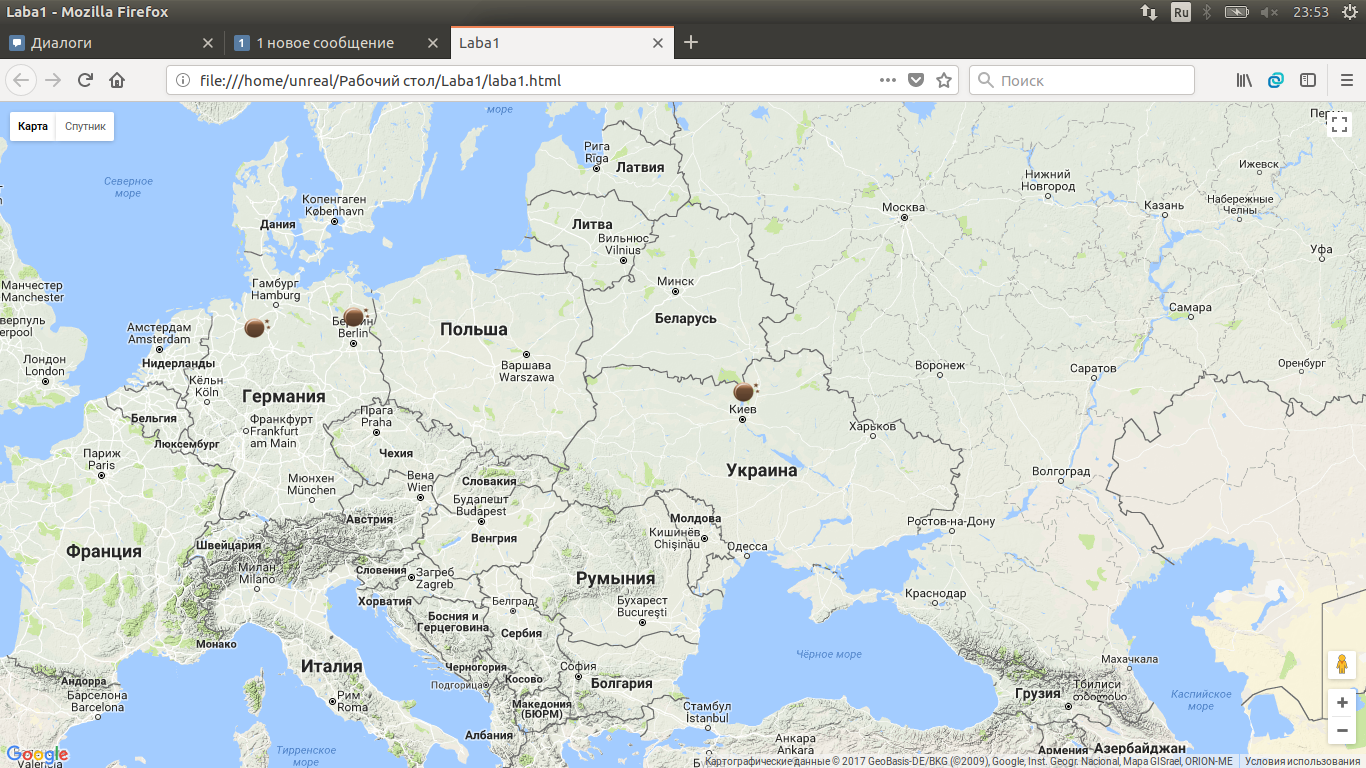 Laba1 - Mozilla Firefox
Ru
23:53
Диалоги
1 новое сообщение
Laba1
file:///home/unreal/Рабочий стол/Laba1/laba1.html
Поиск
Карта
Спутник
море
Северное
море
Рига
Rīga
Латвия
Копенгаген
København
Дания
Литва
Вильнюс
Vilnius
Москва
Нижний
Новгород
Ижевск
Казань
Набережные
Челны
Уфа
Манчестер
Manchester
Гамбург
Hamburg
Минск
Беларусь
Самара
Амстердам
Amsterdam
Нидерланды
Berlin
Польша
Варшава
Warszawa
Лондон
London
Кёльн
Köln
Германия
Воронеж
Саратов
Оренбург
Бельгия
Люксембург
Франкфурт
Frankfurt
am Main
Прага
Praha
Чехия
Киев
Харьков
Париж
Paris
Мюнхен
München
Вена
Wien
Словакия
Украина
Волгоград
Будапешт
Budapest
Австрия
Венгрия
Молдова
Кишинёв
Chișinău
Одесса
Ростов-на-Дону
Франция
Швейцария
Милан
Milano
Словения
Загреб
Zagreb
Хорватия
Румыния
Бухарест
București
Краснодар
Белград
Босния и
Герцеговина
Сербия
Монако
Италия
Черногория
Подгорица
Косово
София
Болгария
Чёрное море
Махачкала
Андорра
Барселона
Barcelona
Рим
Roma
Македония
(БЮРМ)
Албания
Стамбул
İstanbul
Грузия
Тбилиси
თბილისი
Каспийское
море
Тирренское
море
Анкара
Ankara
Армения
Азербайджан
Google
Картографические данные © 2017 GeoBasis-DE/BKG (©2009), Google, Inst. Geogr. Nacional, Mapa GISrael, ORION-ME
Условия использования